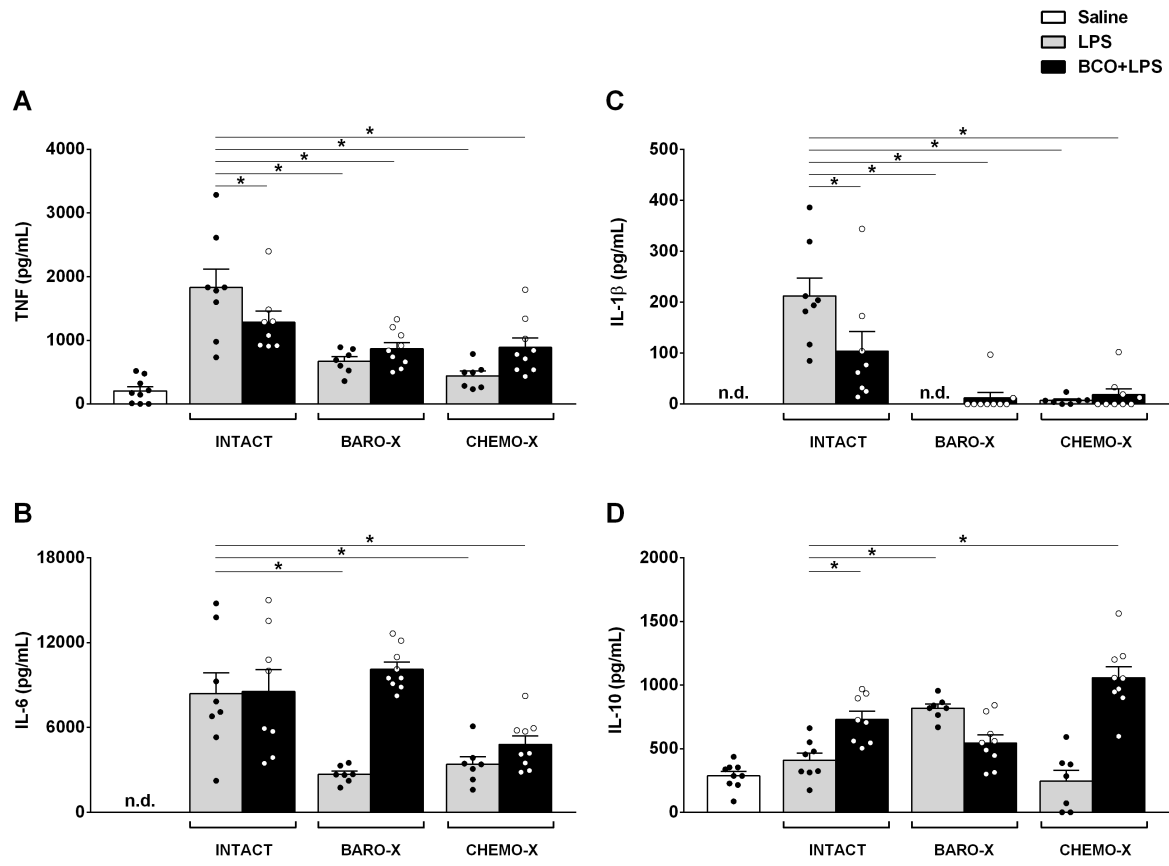 Saline
LPS
BCO+LPS
A
TNF (pg/mL)
4000
3000
2000
1000
0
*
*
*
*
*
INTACT
BARO-X
CHEMO-X
C
IL-1β (pg/mL)
500
400
300
200
100
0
*
*
*
*
*
n.d.
n.d.
INTACT
BARO-X
CHEMO-X
B
IL-6 (pg/mL)
18000
12000
6000
0
*
*
*
n.d.
INTACT
BARO-X
CHEMO-X
D
IL-10 (pg/mL)
2000
1500
1000
500
0
*
*
*
INTACT
BARO-X
CHEMO-X